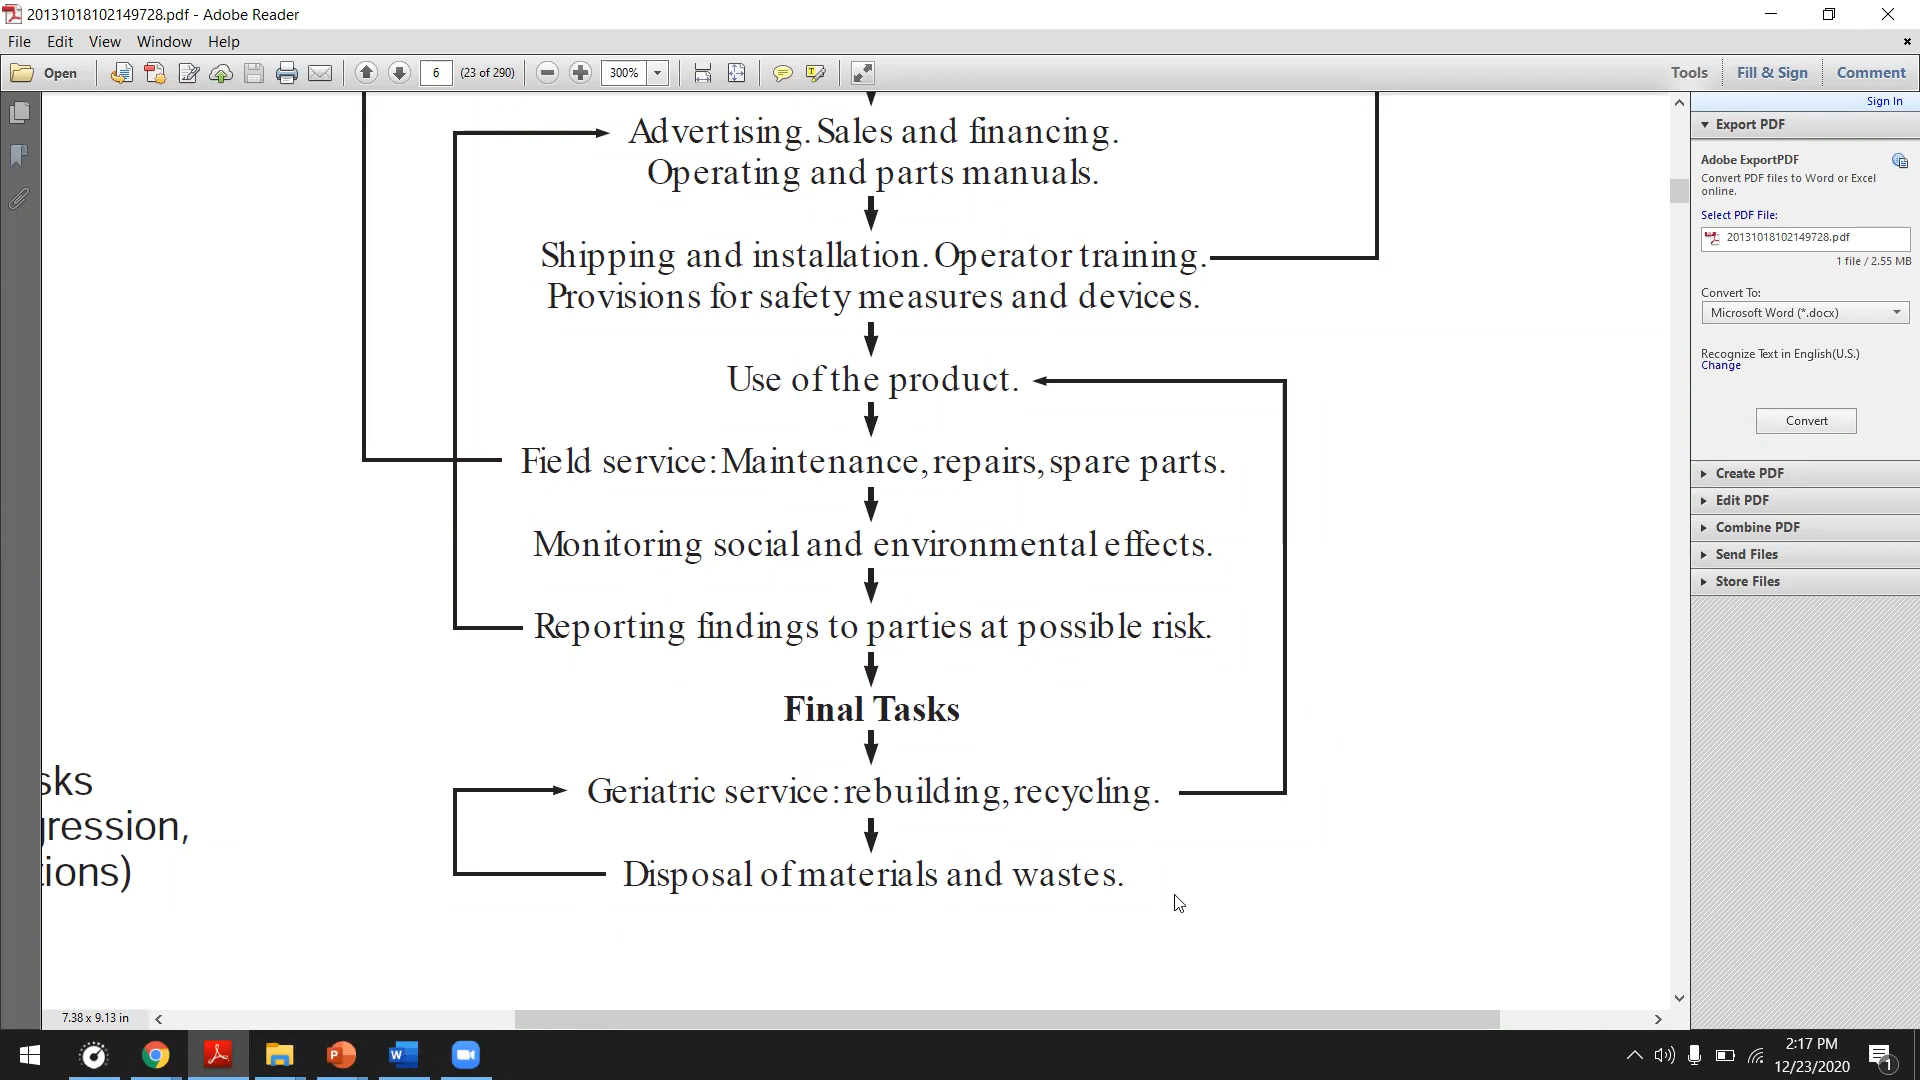 20131018102149728.pdf - Adobe Reader
File Edit View Window Help
Open 6 (23 of 290) 300% Tools Fill & Sign Comment
Sign In
Advertising. Sales and financing.
Operating and parts manuals.
Shipping and installation. Operator training.
Provisions for safety measures and devices.
Use of the product.
Field service: Maintenance, repairs, spare parts.
Monitoring social and environmental effects.
Reporting findings to parties at possible risk.
Final Tasks
Geriatric service: rebuilding, recycling.
Disposal of materials and wastes.
sks
gression,
tions)
Export PDF
Adobe ExportPDF
Convert PDF files to Word or Excel
online.
Select PDF File:
20131018102149728.pdf
1 file / 2.55 MB
Convert To:
Microsoft Word (*.docx)
Recognize Text in English(U.S.)
Change
Convert
Create PDF
Edit PDF
Combine PDF
Send Files
Store Files
7.38 x 9.13 in
2:17 PM
12/23/2020
1